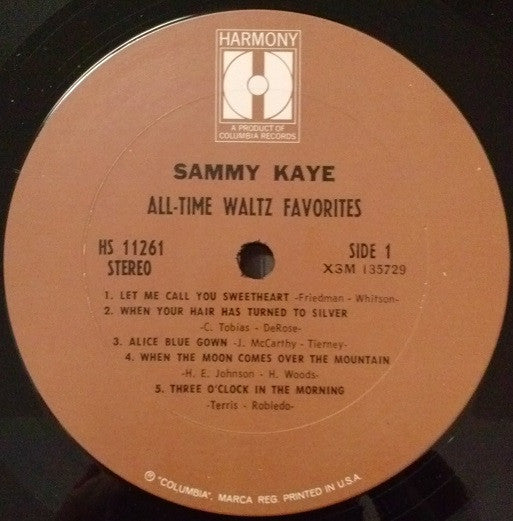 HARMONY
A PRODUCT OF
COLUMBIA RECORDS
SAMMY KAYE
ALL-TIME WALTZ FAVORITES
HS 11261 SIDE 1
STEREO XSM 135729
1. LET ME CALL YOU SWEETHEART -Friedman - Whitson-
2. WHEN YOUR HAIR HAS TURNED TO SILVER
-C. Tobias - DeRose-
3. ALICE BLUE GOWN -J. McCarthy - Tierney-
4. WHEN THE MOON COMES OVER THE MOUNTAIN
-H. E. Johnson - H. Woods-
5. THREE O'CLOCK IN THE MORNING
-Terris - Robledo-
℗ "COLUMBIA", MARCA REG. PRINTED IN U.S.A.